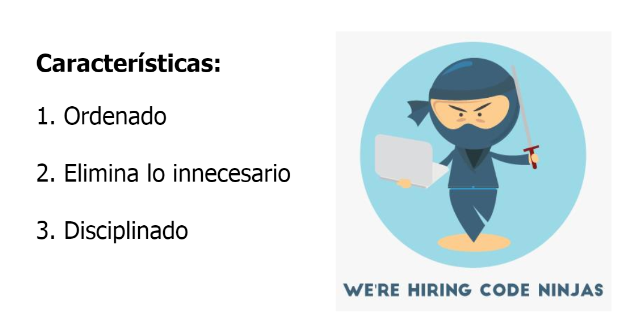 Características:
1. Ordenado
2. Elimina lo innecesario
3. Disciplinado
WE'RE HIRING CODE NINJAS